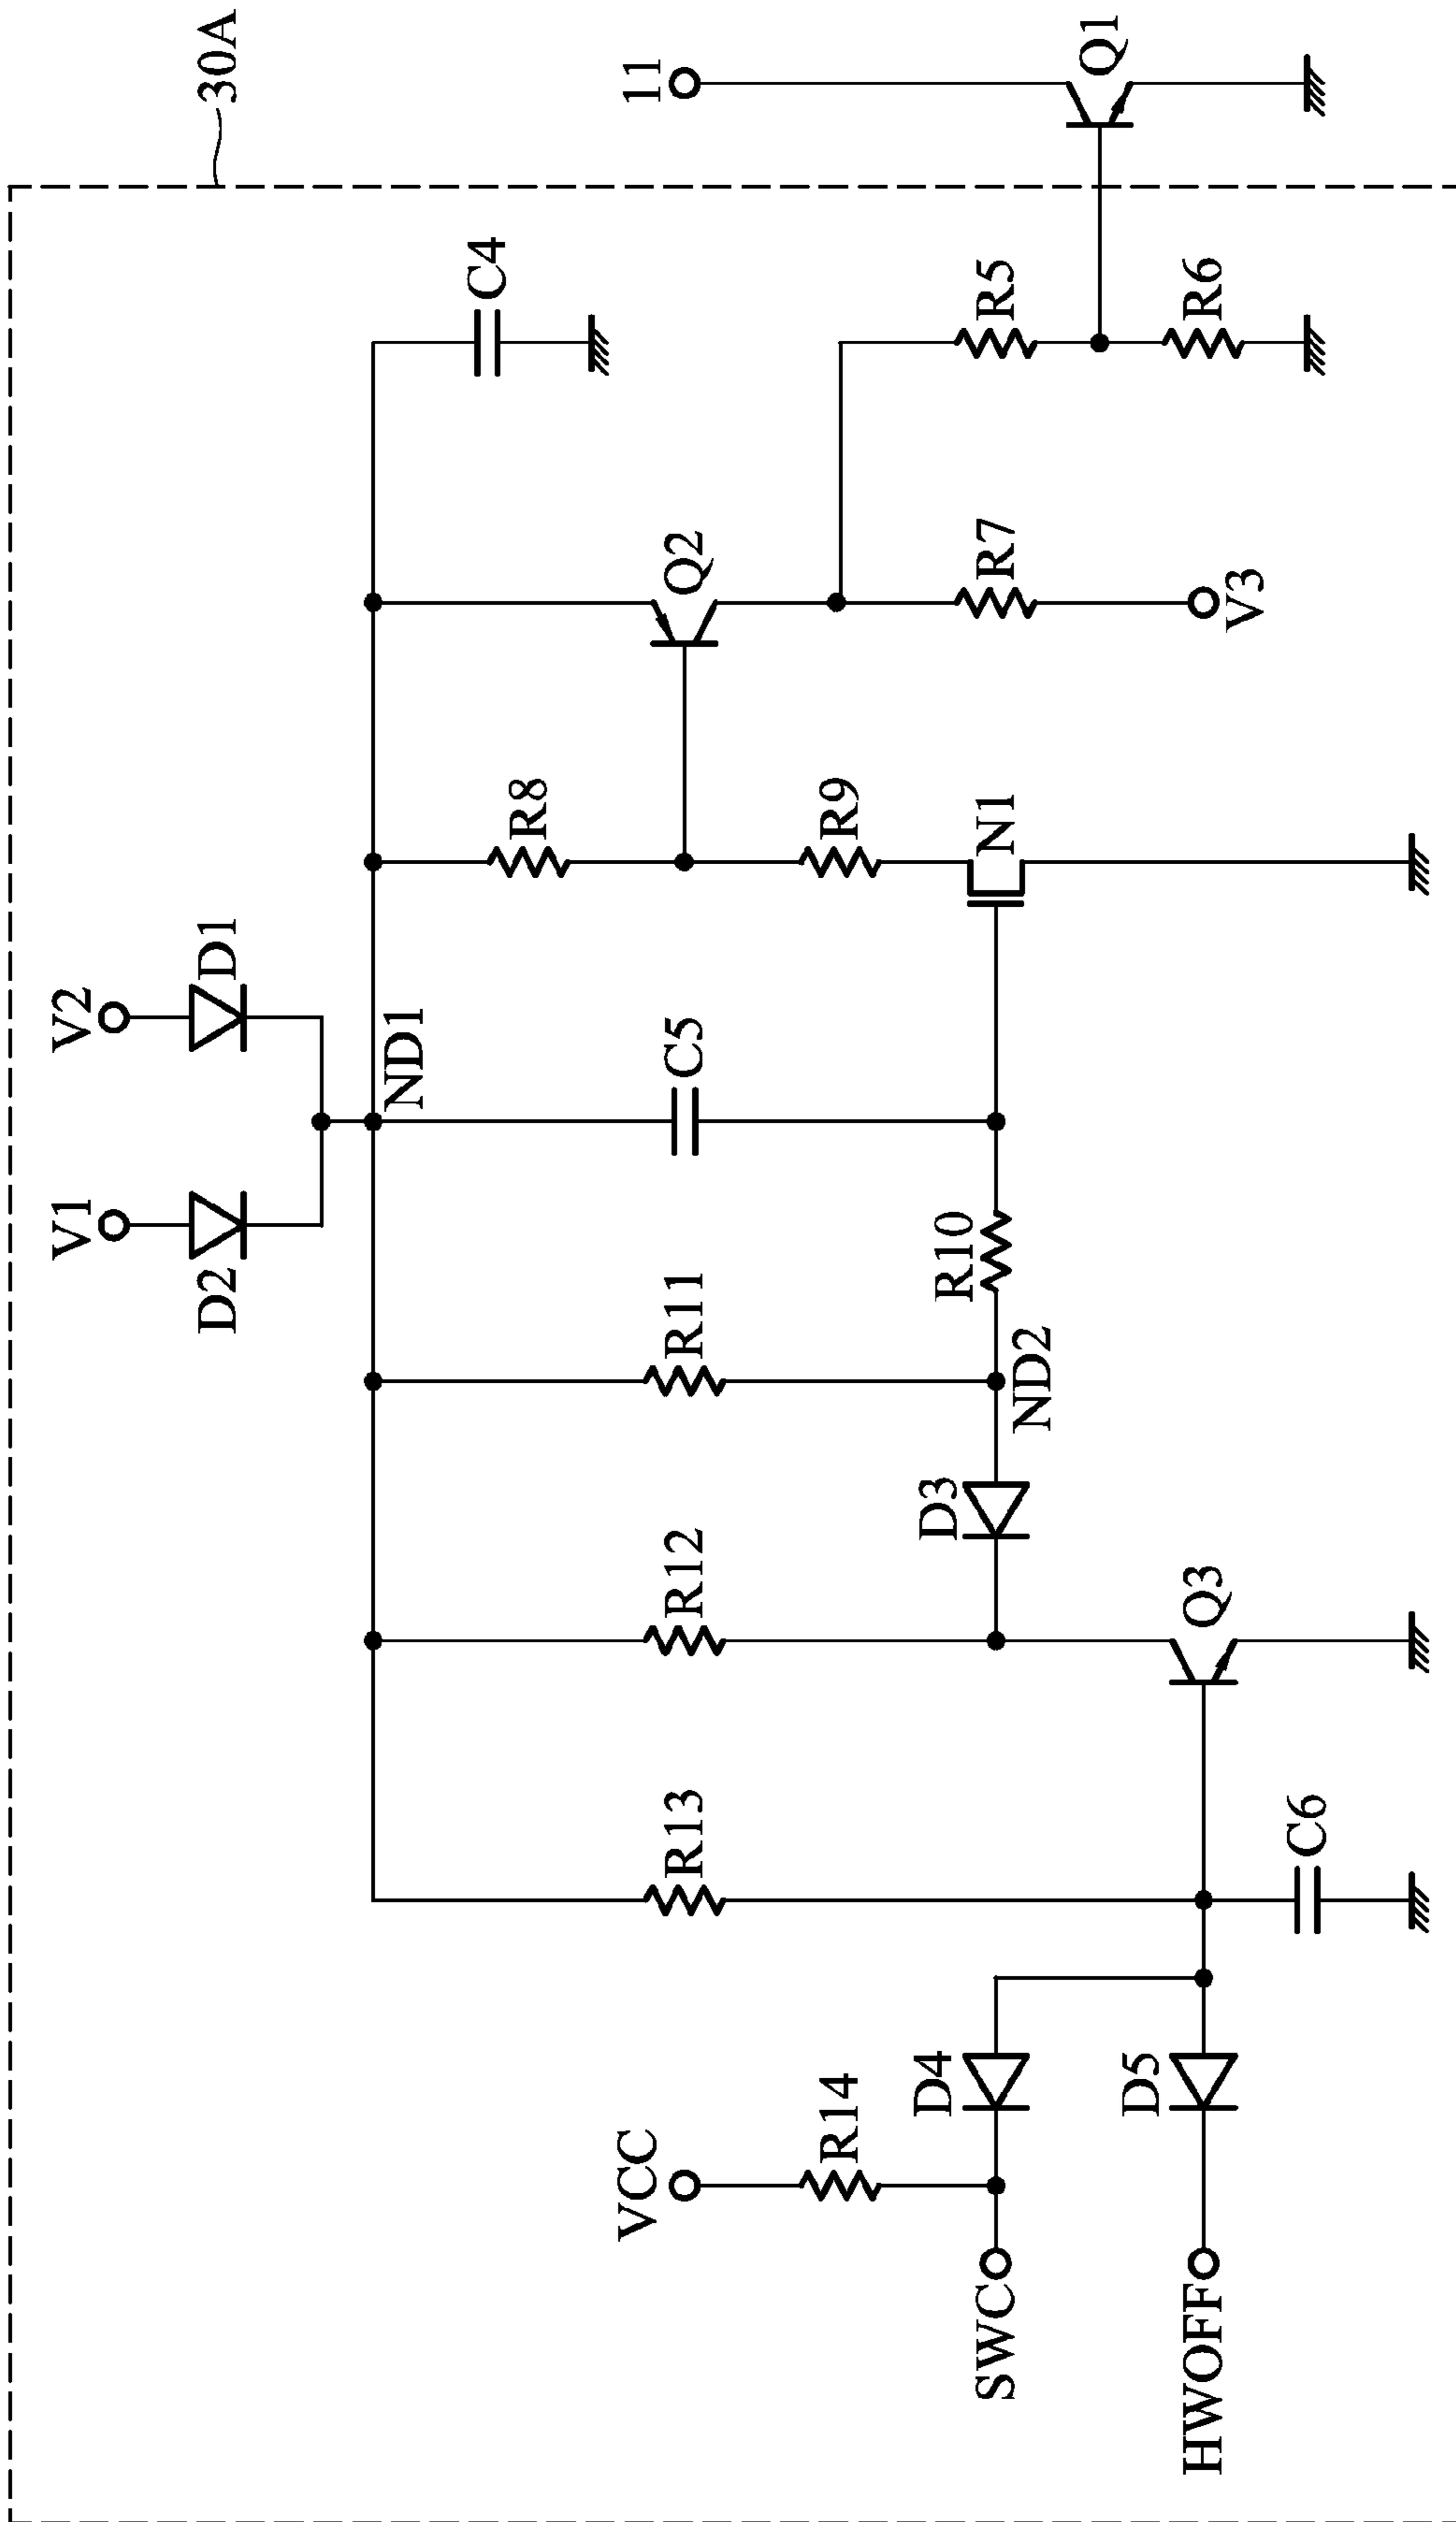 30A
11
Q1
C4
R5
R6
Q2
R7
V3
R8
R9
N1
V2
D1
V1
D2
ND1
C5
R10
R11
ND2
D3
R12
Q3
R13
C6
D4
D5
R14
VCC
SWC
HWOFF